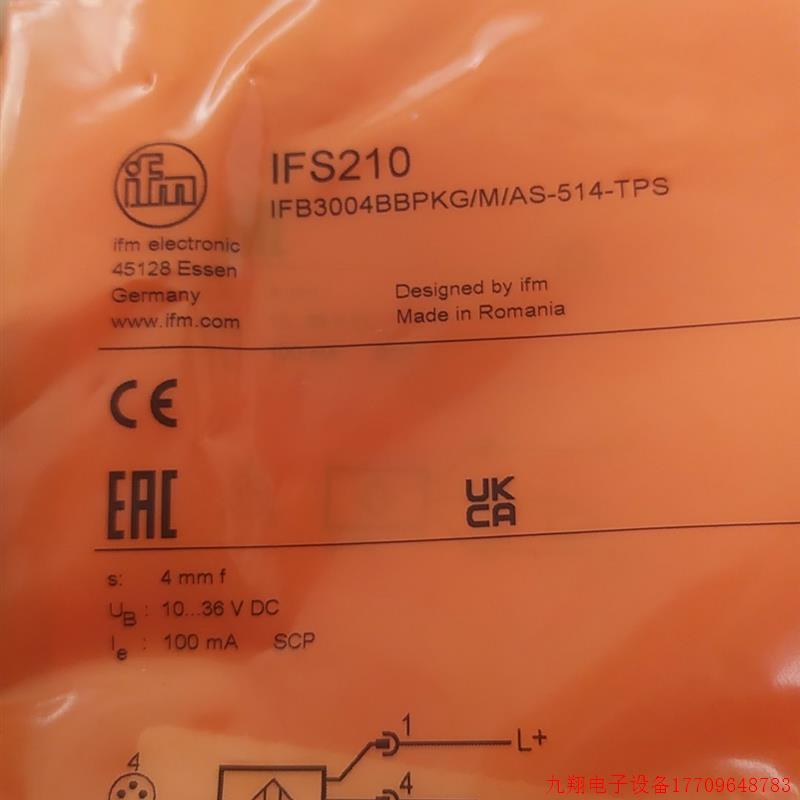 ifm
IFS210
IFB3004BBPKG/M/AS-514-TPS
ifm electronic
45128 Essen
Germany
www.ifm.com
Designed by ifm
Made in Romania
CE
EAC
UK
CA
s: 4 mm f
UB : 10...36 V DC
Ie : 100 mA SCP
1
L+
4
4
九翔电子设备17709648783